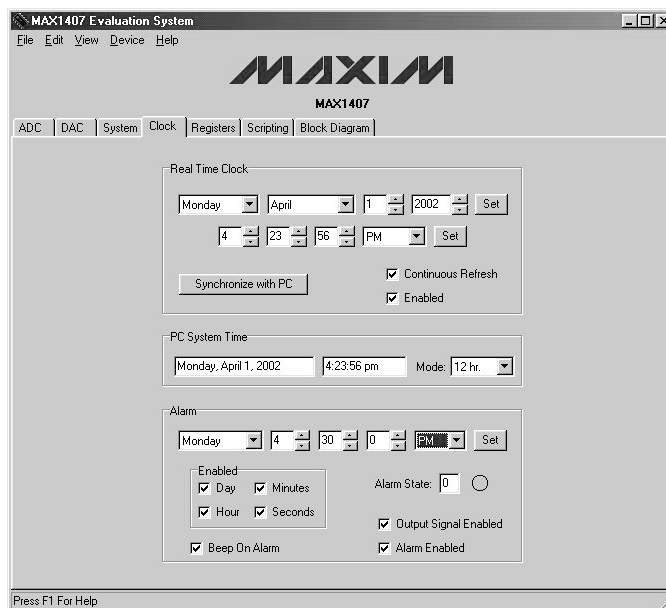 MAX1407 Evaluation System
File Edit View Device Help
MAXIM
MAX1407
ADC DAC System Clock Registers Scripting Block Diagram
Real Time Clock
Monday April 1 2002 Set
4 23 56 PM Set
Synchronize with PC
Continuous Refresh
Enabled
PC System Time
Monday, April 1, 2002 4:23:56 pm Mode: 12 hr.
Alarm
Monday 4 30 0 PM Set
Enabled
Day Minutes
Hour Seconds
Alarm State: 0
Output Signal Enabled
Beep On Alarm
Alarm Enabled
Press F1 For Help